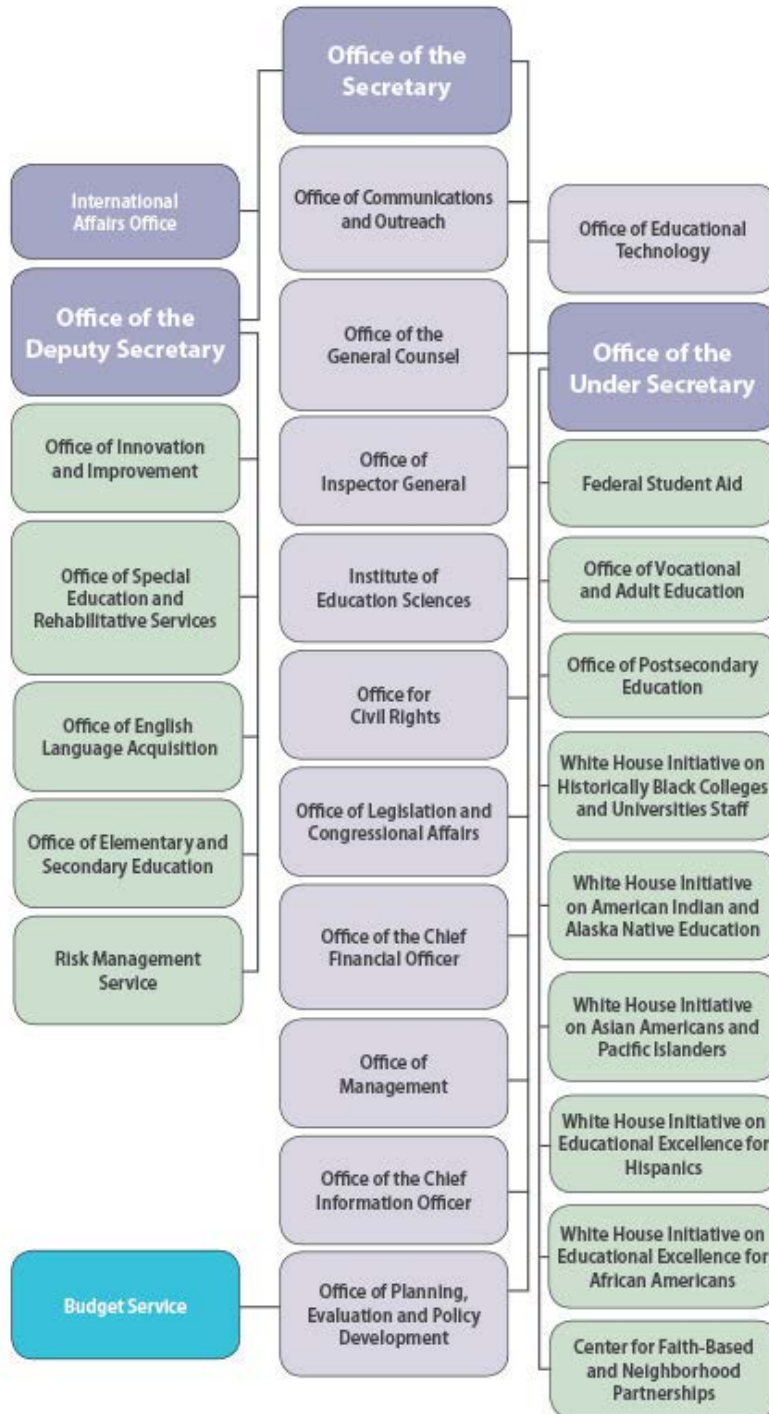 Office of the
Secretary
International
Affairs Office
Office of the
Deputy Secretary
Office of Innovation
and Improvement
Office of Special
Education and
Rehabilitative Services
Office of English
Language Acquisition
Office of Elementary and
Secondary Education
Risk Management
Service
Budget Service
Office of Communications
and Outreach
Office of the
General Counsel
Office of
Inspector General
Institute of
Education Sciences
Office for
Civil Rights
Office of Legislation and
Congressional Affairs
Office of the Chief
Financial Officer
Office of
Management
Office of the Chief
Information Officer
Office of Planning,
Evaluation and Policy
Development
Office of Educational
Technology
Office of the
Under Secretary
Federal Student Aid
Office of Vocational
and Adult Education
Office of Postsecondary
Education
White House Initiative on
Historically Black Colleges
and Universities Staff
White House Initiative
on American Indian and
Alaska Native Education
White House Initiative
on Asian Americans and
Pacific Islanders
White House Initiative on
Educational Excellence for
Hispanics
White House Initiative on
Educational Excellence for
African Americans
Center for Faith-Based
and Neighborhood
Partnerships